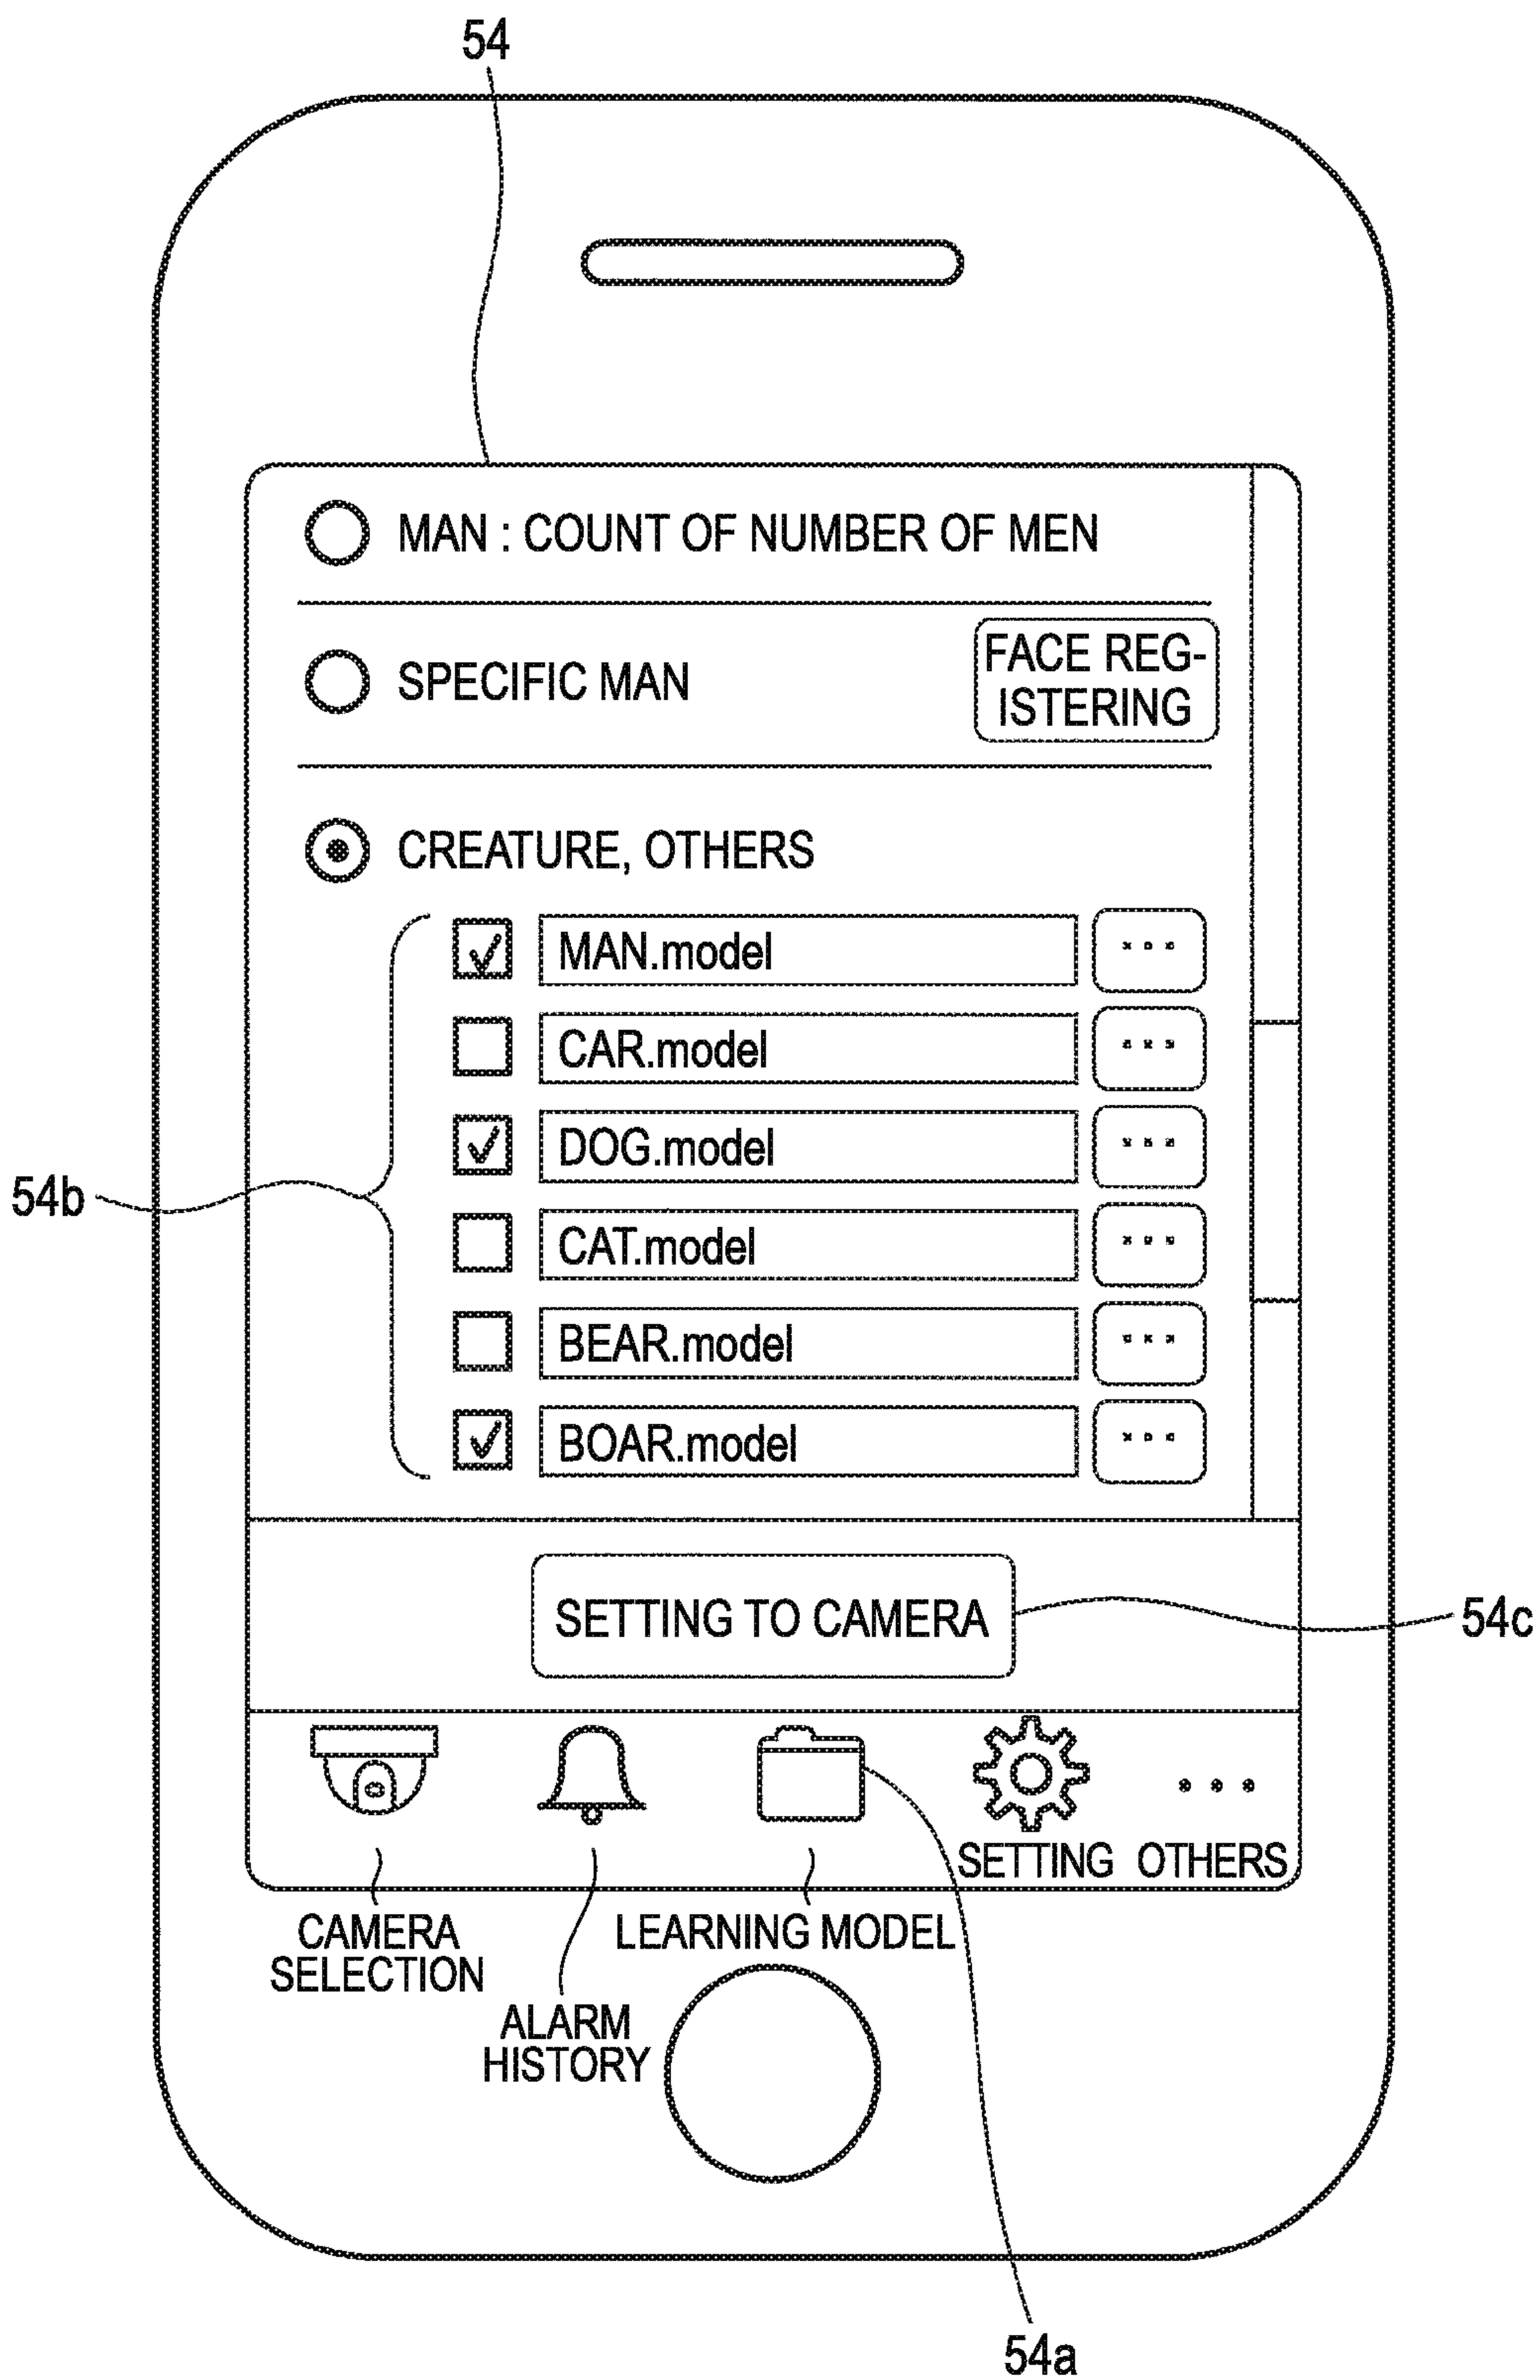 54
MAN : COUNT OF NUMBER OF MEN
SPECIFIC MAN
FACE REG-
ISTERING
CREATURE, OTHERS
MAN.model
CAR.model
DOG.model
54b
CAT.model
BEAR.model
BOAR.model
SETTING TO CAMERA
54c
SETTING OTHERS
CAMERA
SELECTION
LEARNING MODEL
ALARM
HISTORY
54a